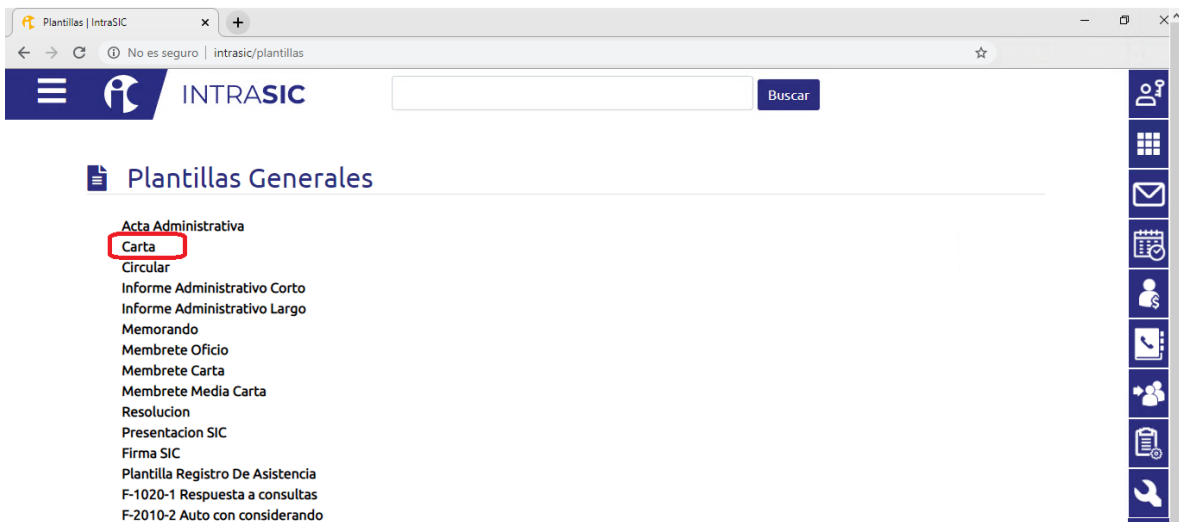 Plantillas | IntraSIC
No es seguro | intrasic/plantillas
INTRASIC
Buscar
Plantillas Generales
Acta Administrativa
Carta
Circular
Informe Administrativo Corto
Informe Administrativo Largo
Memorando
Membrete Oficio
Membrete Carta
Membrete Media Carta
Resolucion
Presentacion SIC
Firma SIC
Plantilla Registro De Asistencia
F-1020-1 Respuesta a consultas
F-2010-2 Auto con considerando